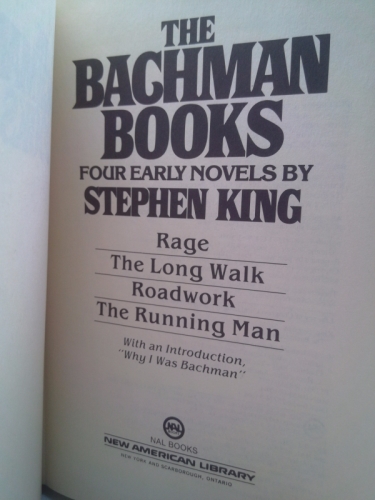 THE
BACHMAN
BOOKS
FOUR EARLY NOVELS BY
STEPHEN KING
Rage
The Long Walk
Roadwork
The Running Man
With an Introduction,
"Why I Was Bachman"
NAL
NAL BOOKS
NEW AMERICAN LIBRARY
NEW YORK AND SCARBOROUGH, ONTARIO